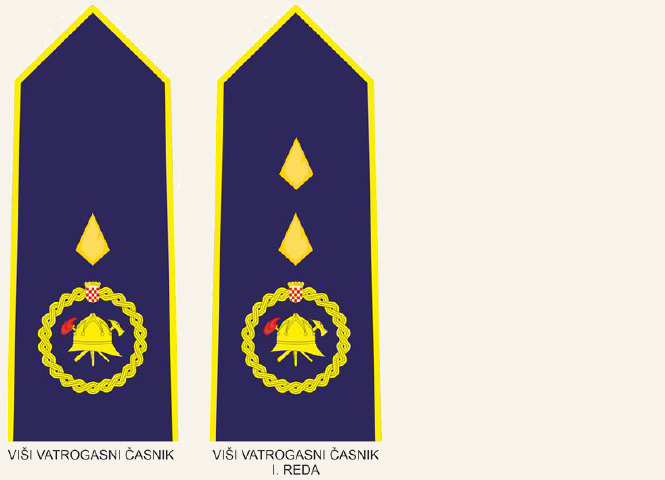 VIŠI VATROGASNI ČASNIK
VIŠI VATROGASNI ČASNIK
I. REDA